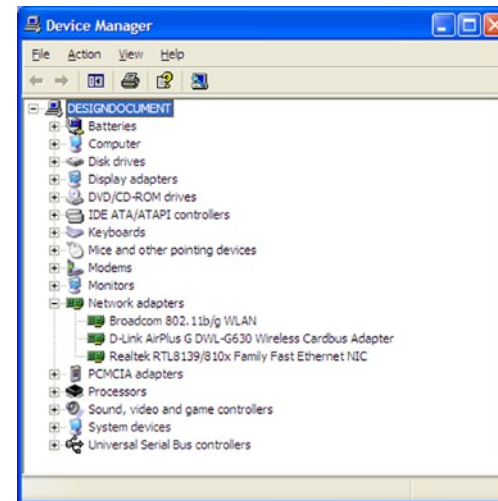 Device Manager
File Action View Help
DESIGNDOCUMENT
Batteries
Computer
Disk drives
Display adapters
DVD/CD-ROM drives
IDE ATA/ATAPI controllers
Keyboards
Mice and other pointing devices
Modems
Monitors
Network adapters
Broadcom 802.11b/g WLAN
D-Link AirPlus G DWL-G630 Wireless Cardbus Adapter
Realtek RTL8139/810x Family Fast Ethernet NIC
PCMCIA adapters
Processors
Sound, video and game controllers
System devices
Universal Serial Bus controllers